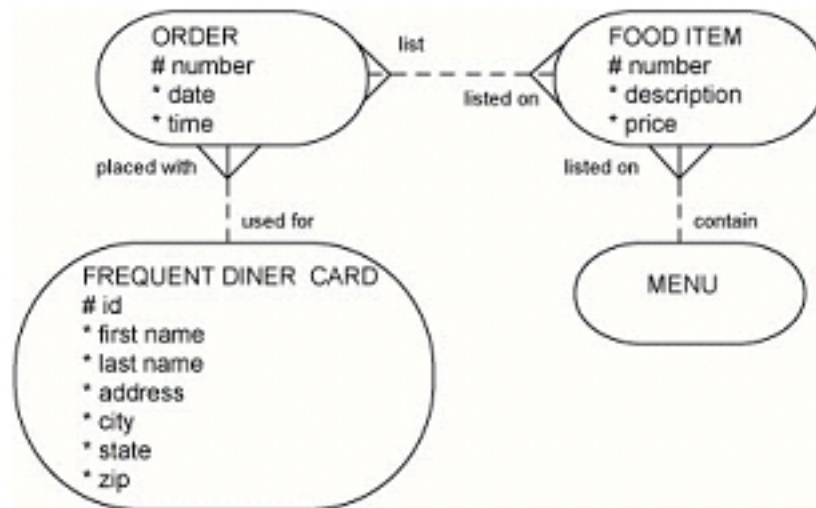 ORDER
# number
* date
* time
list
listed on
FOOD ITEM
# number
* description
* price
placed with
used for
listed on
contain
FREQUENT DINER CARD
# id
* first name
* last name
* address
* city
* state
* zip
MENU